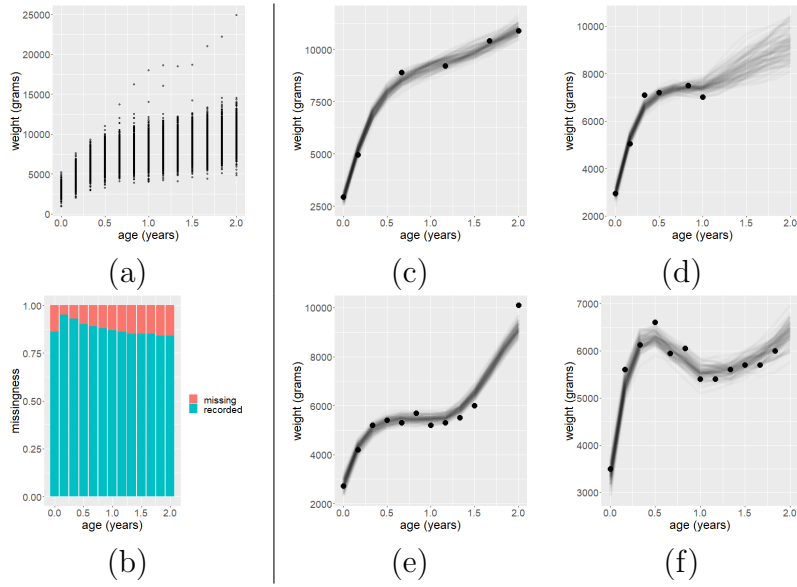 25000
20000
15000
10000
5000
0
weight (grams)
0.0 0.5 1.0 1.5 2.0
age (years)
(a)
1.00
0.75
0.50
0.25
0.00
missingness
0.0 0.5 1.0 1.5 2.0
age (years)
missing
recorded
(b)
10000
7500
5000
2500
weight (grams)
0.0 0.5 1.0 1.5 2.0
age (years)
(c)
10000
8000
6000
4000
2000
weight (grams)
0.0 0.5 1.0 1.5 2.0
age (years)
(d)
10000
8000
6000
4000
2000
weight (grams)
0.0 0.5 1.0 1.5 2.0
age (years)
(e)
7000
6000
5000
4000
3000
weight (grams)
0.0 0.5 1.0 1.5 2.0
age (years)
(f)